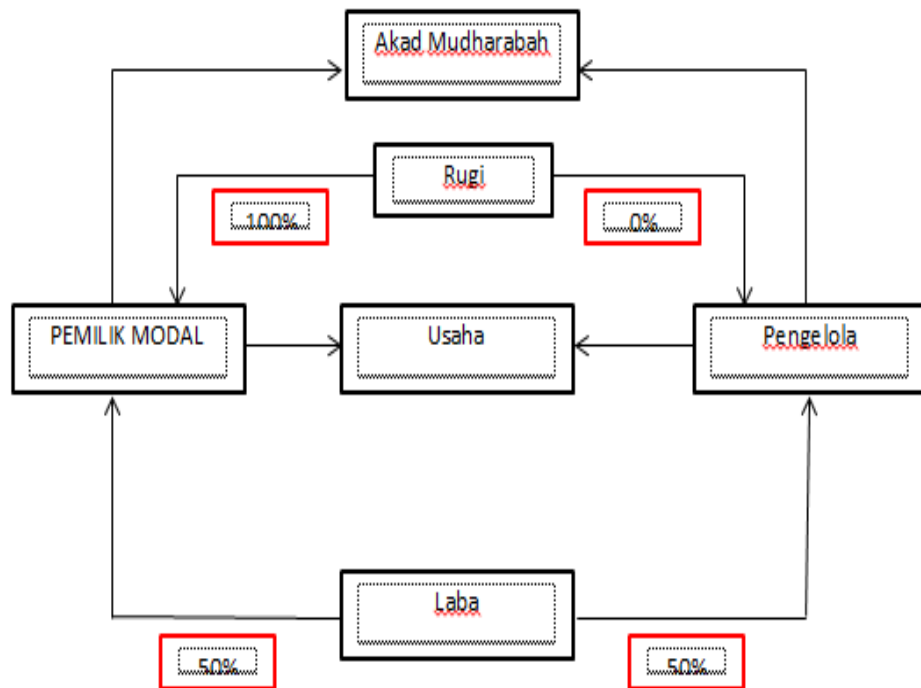 Akad Mudharabah
Rugi
100%
0%
PEMILIK MODAL
Usaha
Pengelola
Laba
50%
50%